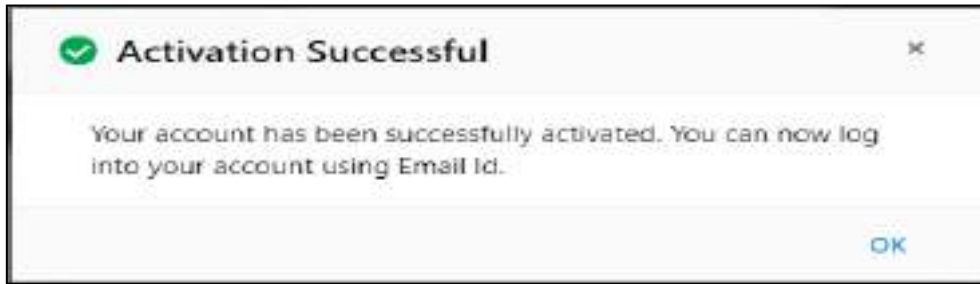 Activation Successful
Your account has been successfully activated. You can now log
into your account using Email Id.
OK